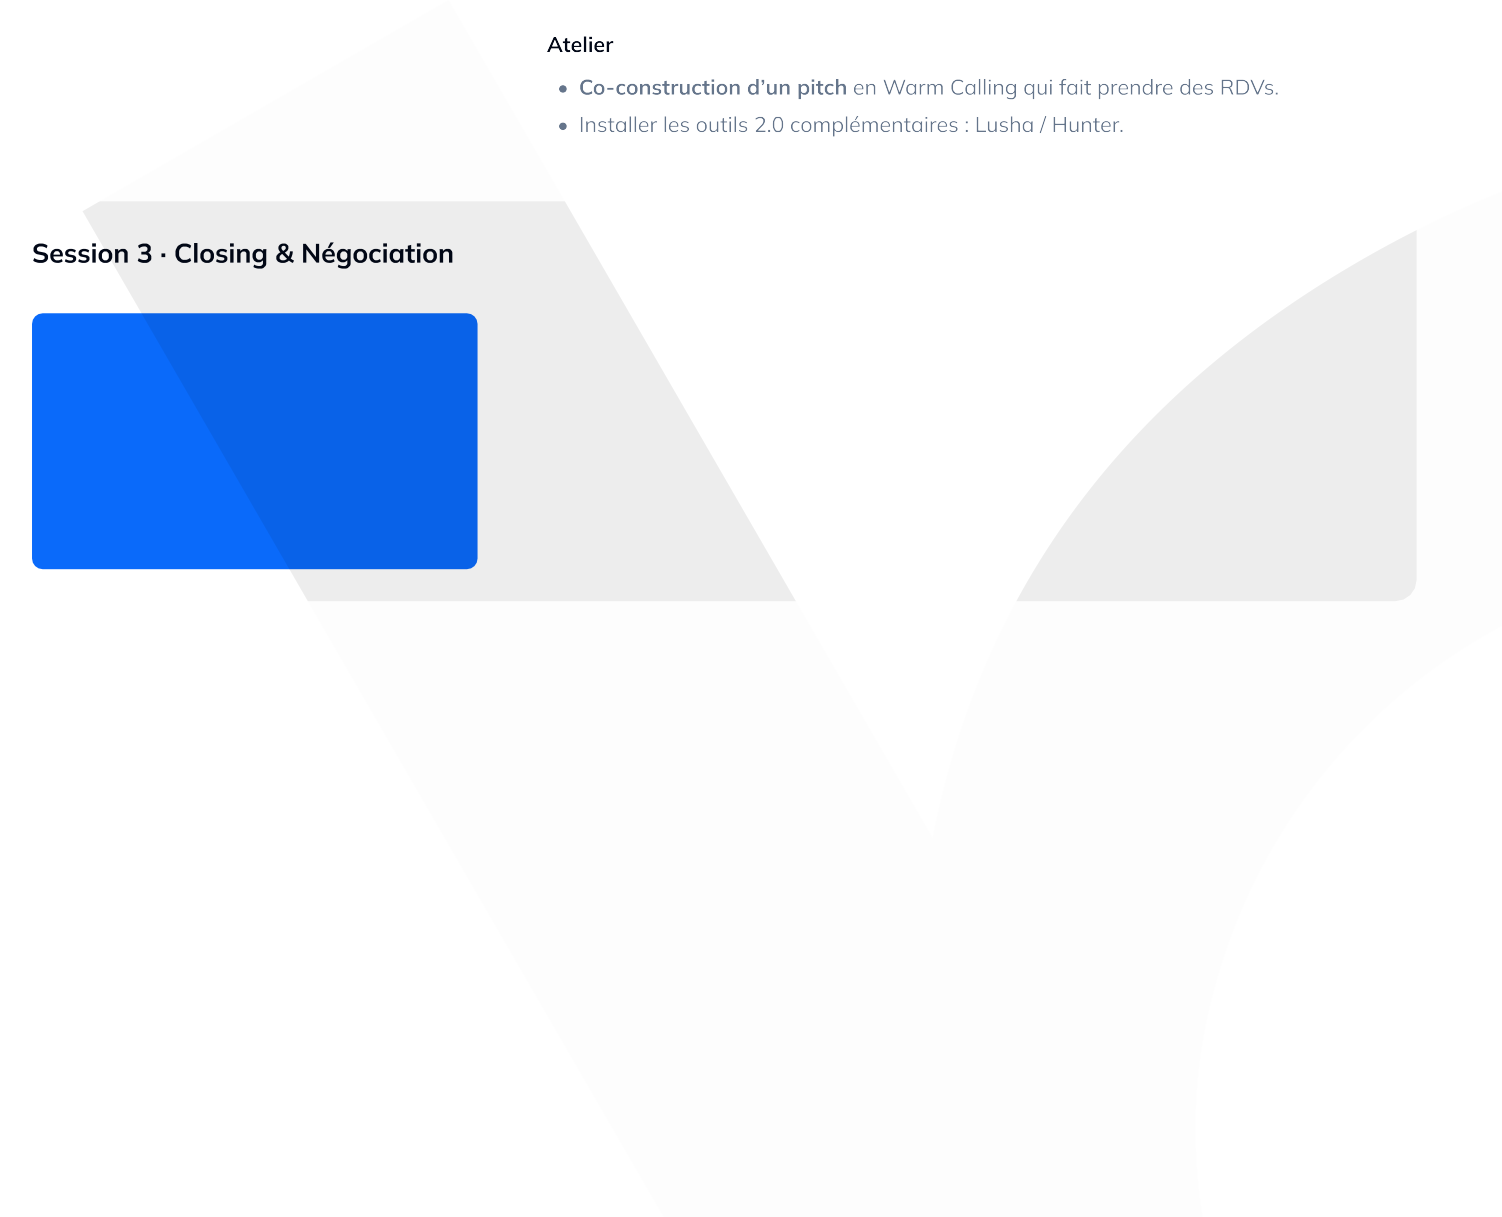 Atelier
• Co-construction d’un pitch en Warm Calling qui fait prendre des RDVs.
• Installer les outils 2.0 complémentaires : Lusha / Hunter.
Session 3 · Closing & Négociation